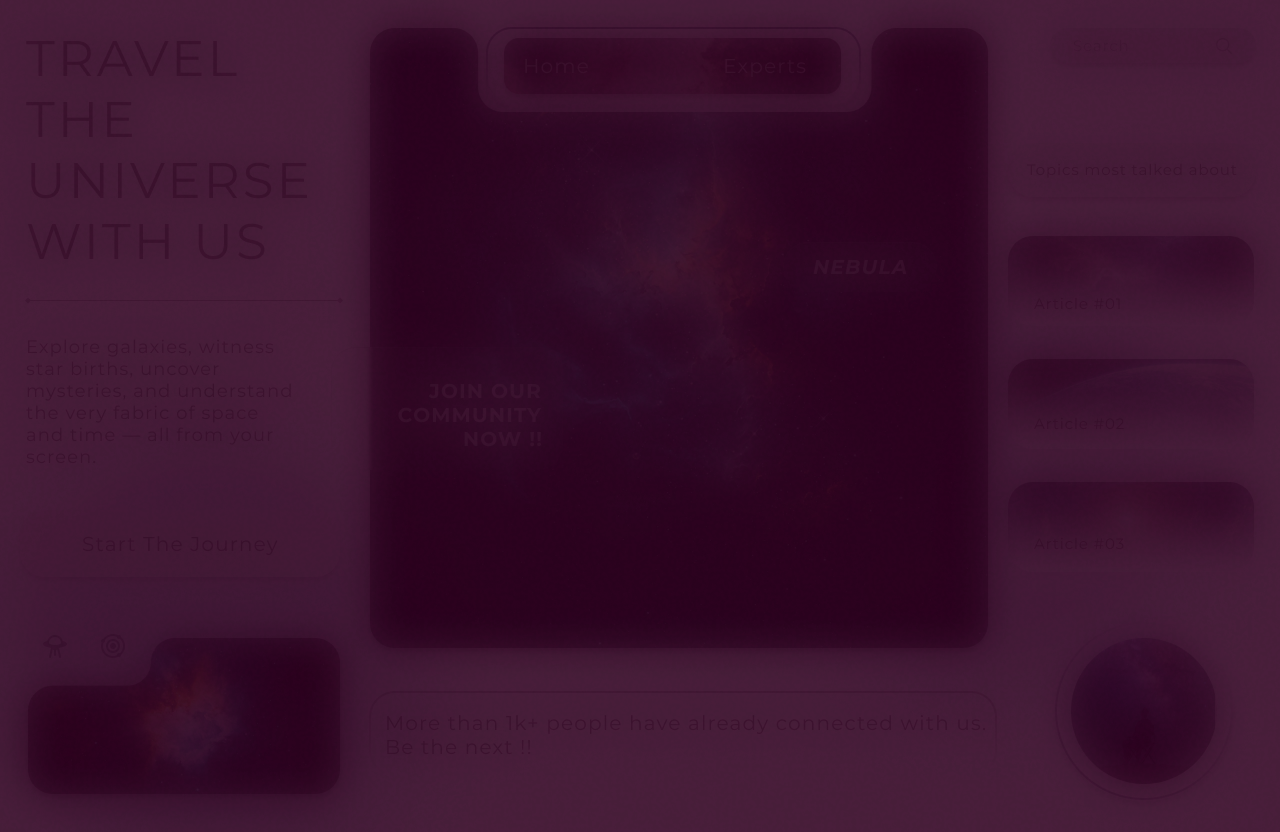 TRAVEL
THE
UNIVERSE
WITH US
Explore galaxies, witness
star births, uncover
mysteries, and understand
the very fabric of space
and time — all from your
screen.
Start The Journey
Home
Experts
NEBULA
JOIN OUR
COMMUNITY
NOW !!
More than 1k+ people have already connected with us.
Be the next !!
Search
Topics most talked about
Article #01
Article #02
Article #03